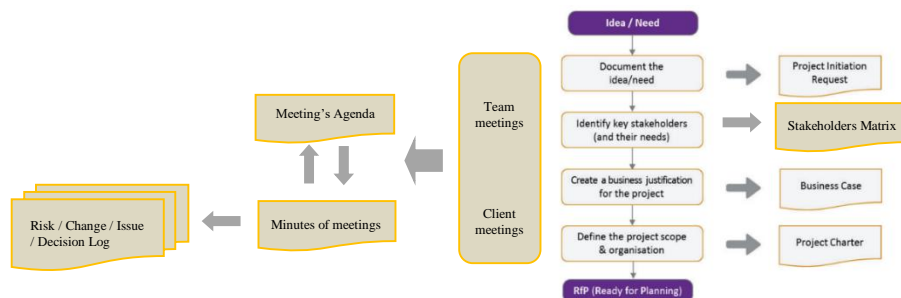 Idea / Need
Document the
idea/need
Project Initiation
Request
Identify key stakeholders
(and their needs)
Stakeholders Matrix
Create a business justification
for the project
Business Case
Define the project scope
& organisation
Project Charter
RfP (Ready for Planning)
Team
meetings
Client
meetings
Meeting's Agenda
Minutes of meetings
Risk / Change / Issue
/ Decision Log